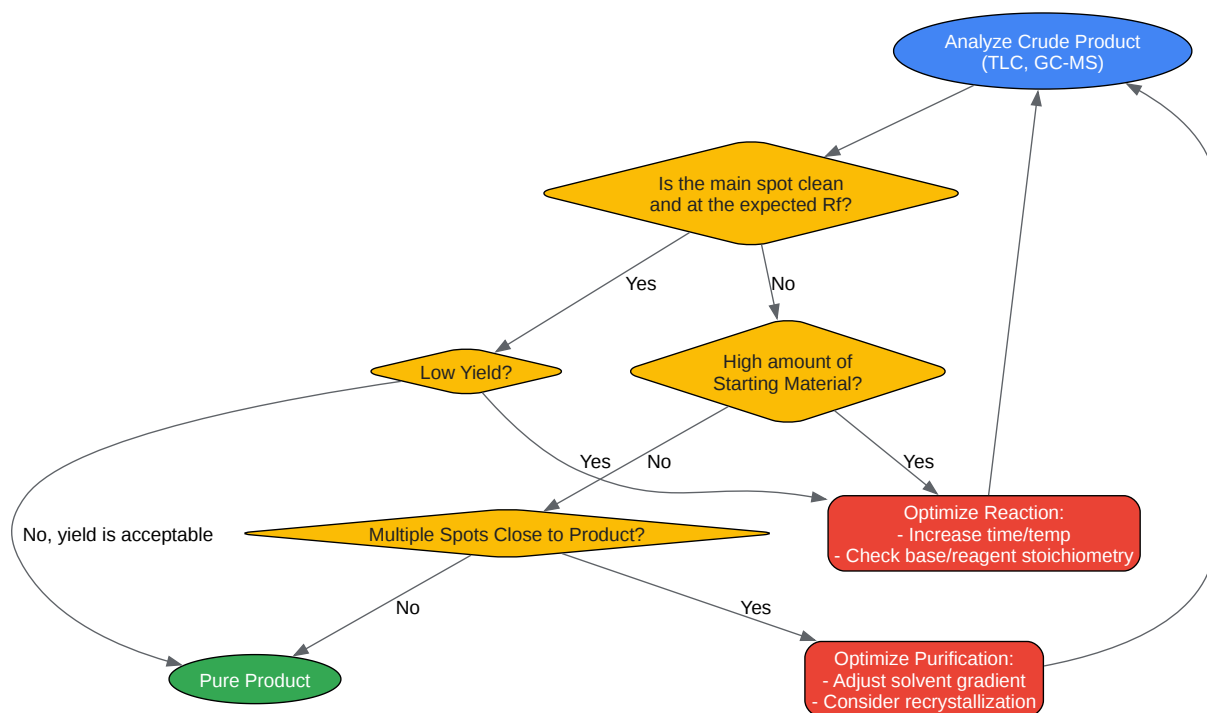 Analyze Crude Product
(TLC, GC-MS)
Is the main spot clean
and at the expected Rf?
Yes
No
Low Yield?
High amount of
Starting Material?
Yes
No
Yes
No, yield is acceptable
Multiple Spots Close to Product?
Optimize Reaction:
- Increase time/temp
- Check base/reagent stoichiometry
No
Yes
Pure Product
Optimize Purification:
- Adjust solvent gradient
- Consider recrystallization